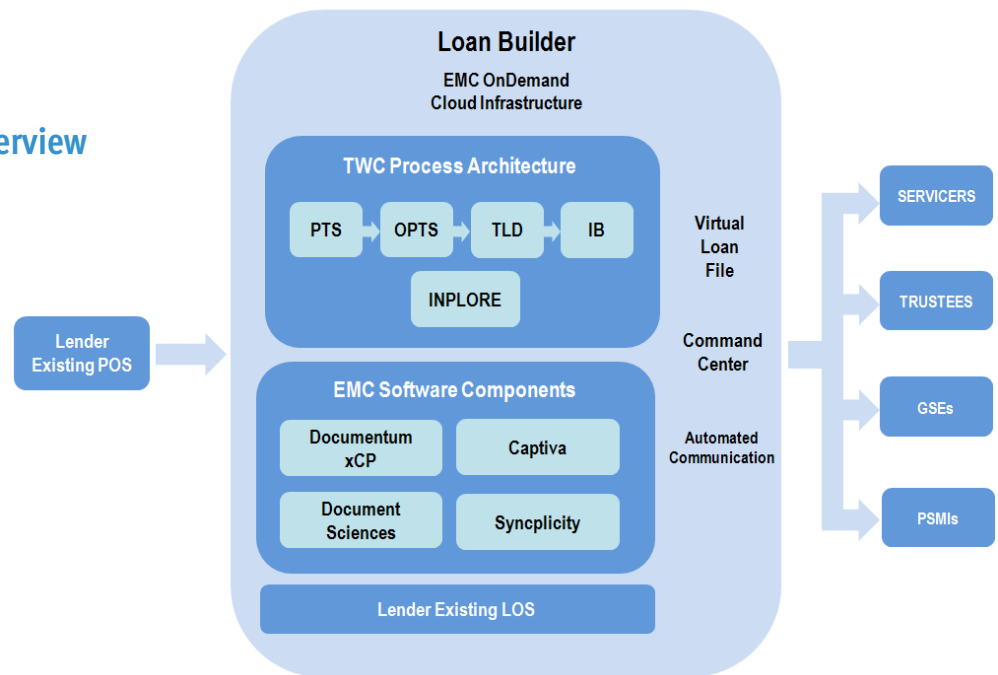 erview
Loan Builder
EMC OnDemand
Cloud Infrastructure
TWC Process Architecture
PTS
OPTS
TLD
IB
INPLORE
EMC Software Components
Documentum
xCP
Captiva
Document
Sciences
Syncplicity
Lender Existing LOS
Lender
Existing POS
Virtual
Loan
File
Command
Center
Automated
Communication
SERVICERS
TRUSTEES
GSEs
PSMIs